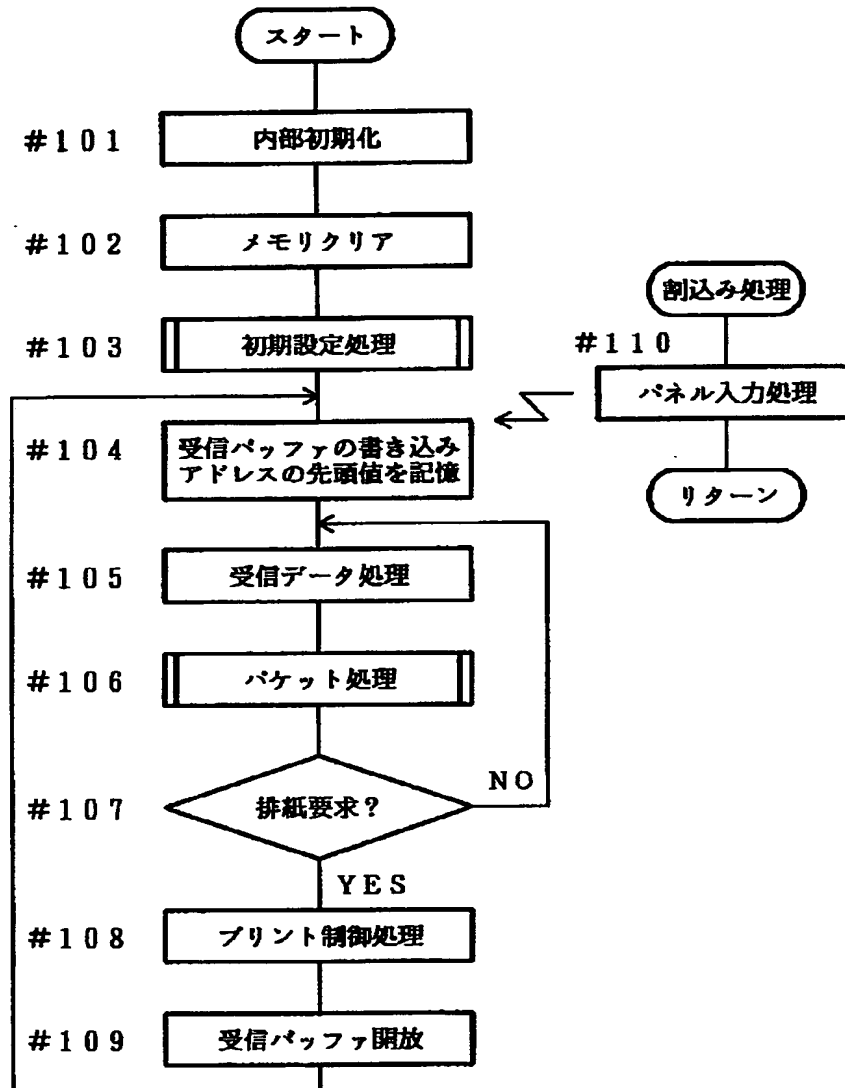 スタート
#101 内部初期化
#102 メモリクリア
#103 初期設定処理
#104 受信バッファの書き込み
アドレスの先頭値を記憶
#105 受信データ処理
#106 パケット処理
#107 排紙要求?
NO
YES
#108 プリント制御処理
#109 受信バッファ開放
割込み処理
#110
パネル入力処理
リターン